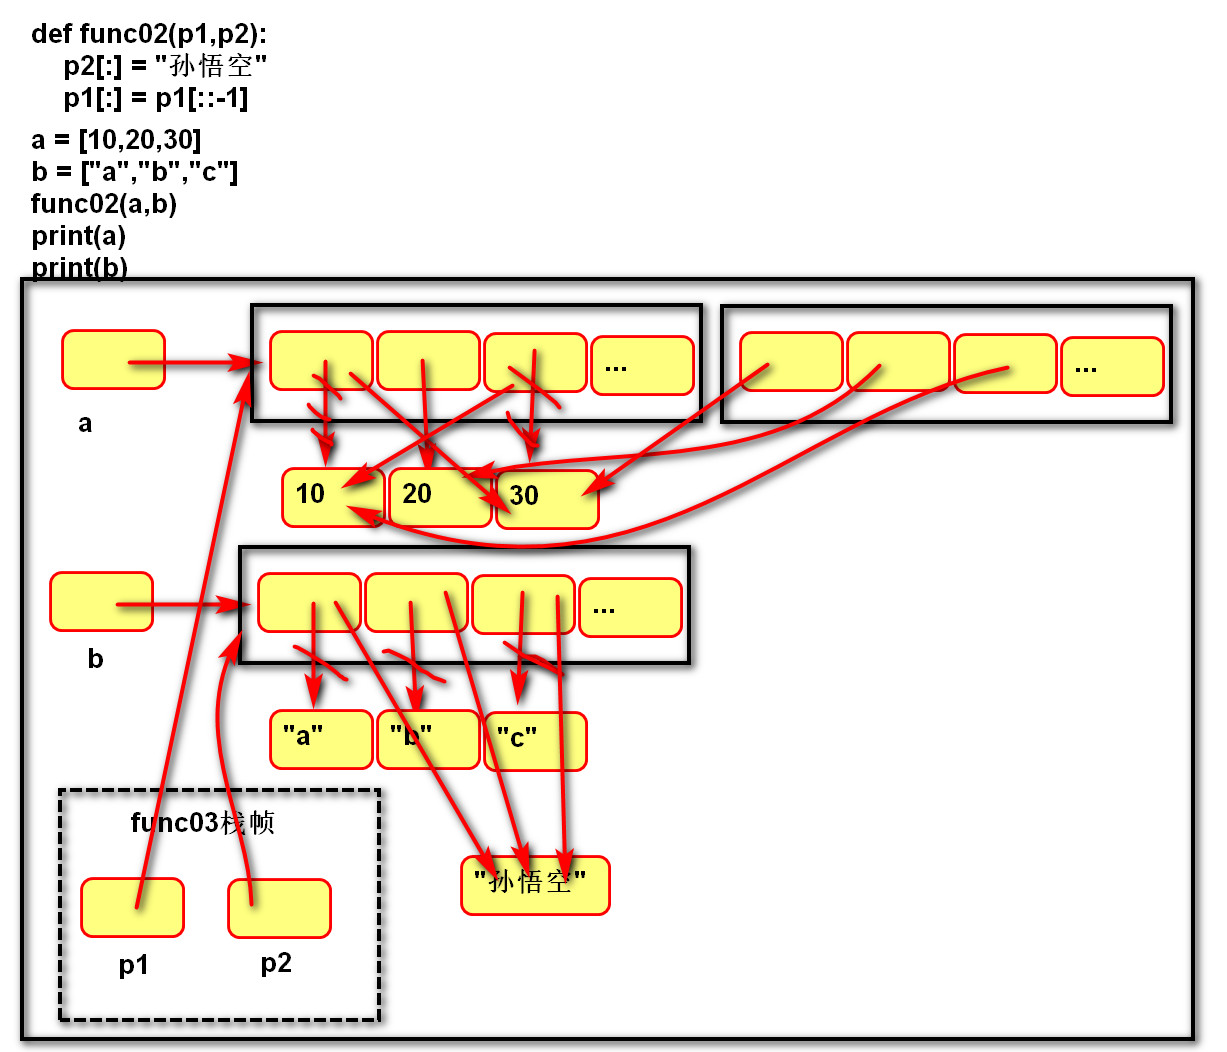 def func02(p1,p2):
p2[:] = "孙悟空"
p1[:] = p1[::-1]
a = [10,20,30]
b = ["a","b","c"]
func02(a,b)
print(a)
print(b)
... ...
a
10 20 30
...
b
"a" "b" "c"
func03栈帧
"孙悟空"
p1 p2